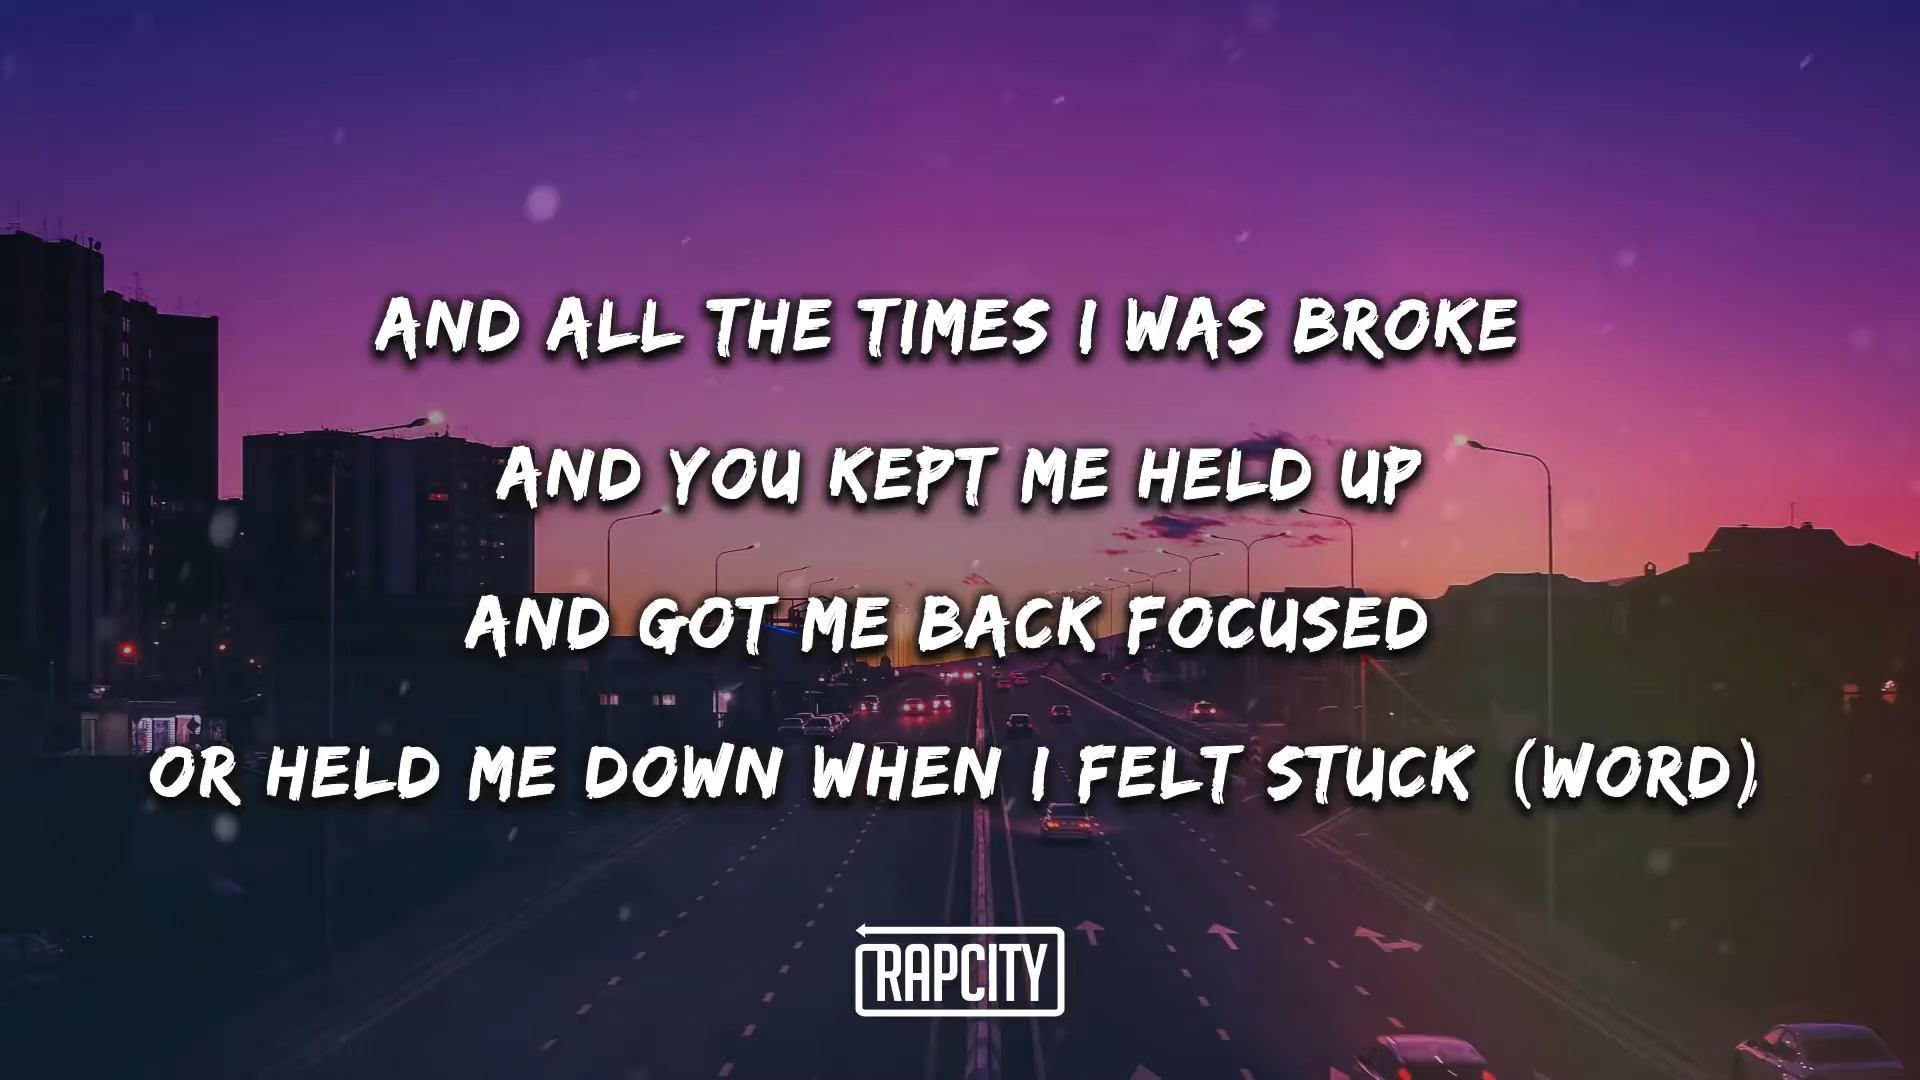 AND ALL THE TIMES I WAS BROKE
AND YOU KEPT ME HELD UP
AND GOT ME BACK FOCUSED
OR HELD ME DOWN WHEN I FELT STUCK (WORD)
RAPCITY